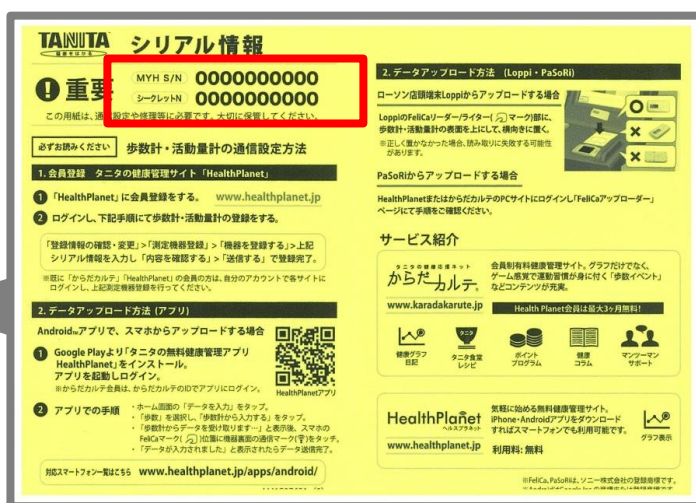 TANITA
健康をはかる
シリアル情報
❶重要
MYH S/N 0000000000
シークレットN 0000000000
この用紙は、通信設定や修理等に必要です。大切に保管してください。
必ずお読みください 歩数計・活動量計の通信設定方法
1. 会員登録 タニタの健康管理サイト「HealthPlanet」
❶ 「HealthPlanet」に会員登録をする。 www.healthplanet.jp
❷ ログインし、下記手順にて歩数計・活動量計の登録をする。
「登録情報の確認・変更」>「測定機器登録」>「機器を登録する」>上記
シリアル情報を入力し「内容を確認する」>「送信する」で登録完了。
※既に「からだカルテ」「HealthPlanet」の会員の方は、自分のアカウントで各サイトに
ログインし、上記測定機器登録を行ってください。
2. データアップロード方法 (アプリ)
Android™アプリで、スマホからアップロードする場合
❶ Google Playより「タニタの無料健康管理アプリ
HealthPlanet」をインストール。
アプリを起動しログイン。
※からだカルテ会員は、からだカルテのIDでアプリにログイン。
HealthPlanetアプリ
❷ アプリでの手順
・ホーム画面の「データを入力」をタップ。
・「歩数」を選択し、「歩数計から入力する」をタップ。
・「歩数計からデータを受け取ります…」と表示後、スマホの
FeliCaマーク( )位置に機器裏面の通信マーク( )をタッチ。
・「データが入力されました」と表示されたらデータ送信完了。
対応スマートフォン一覧はこちら www.healthplanet.jp/apps/android/
2. データアップロード方法 (Loppi・PaSoRi)
ローソン店頭端末Loppiからアップロードする場合
LoppiのFeliCaリーダー/ライター( マーク)部に、
歩数計・活動量計の表面を上にして、横向きに置く。
※正しく置かなかった場合、読み取りに失敗する可能性
があります。
PaSoRiからアップロードする場合
HealthPlanetまたはからだカルテのPCサイトにログインし「FeliCaアップローダー」
ページにて手順をご確認ください。
サービス紹介
タニタの健康応援ネット
からだカルテ®
www.karadakarute.jp
会員制有料健康管理サイト。グラフだけでなく、
ゲーム感覚で運動習慣が身に付く「歩数イベント」
などコンテンツが充実。
Health Planet会員は最大3ヶ月無料!
健康グラフ
日記
タニタ
タニタ食堂
レシピ
ポイント
プログラム
健康
コラム
マンツーマン
サポート
HealthPlanet
ヘルスプラネット
www.healthplanet.jp
気軽に始める無料健康管理サイト。
iPhone・Androidアプリをダウンロード
すればスマートフォンでも利用可能です。
利用料: 無料
グラフ表示
※FeliCa、PaSoRiは、ソニー株式会社の登録商標です。